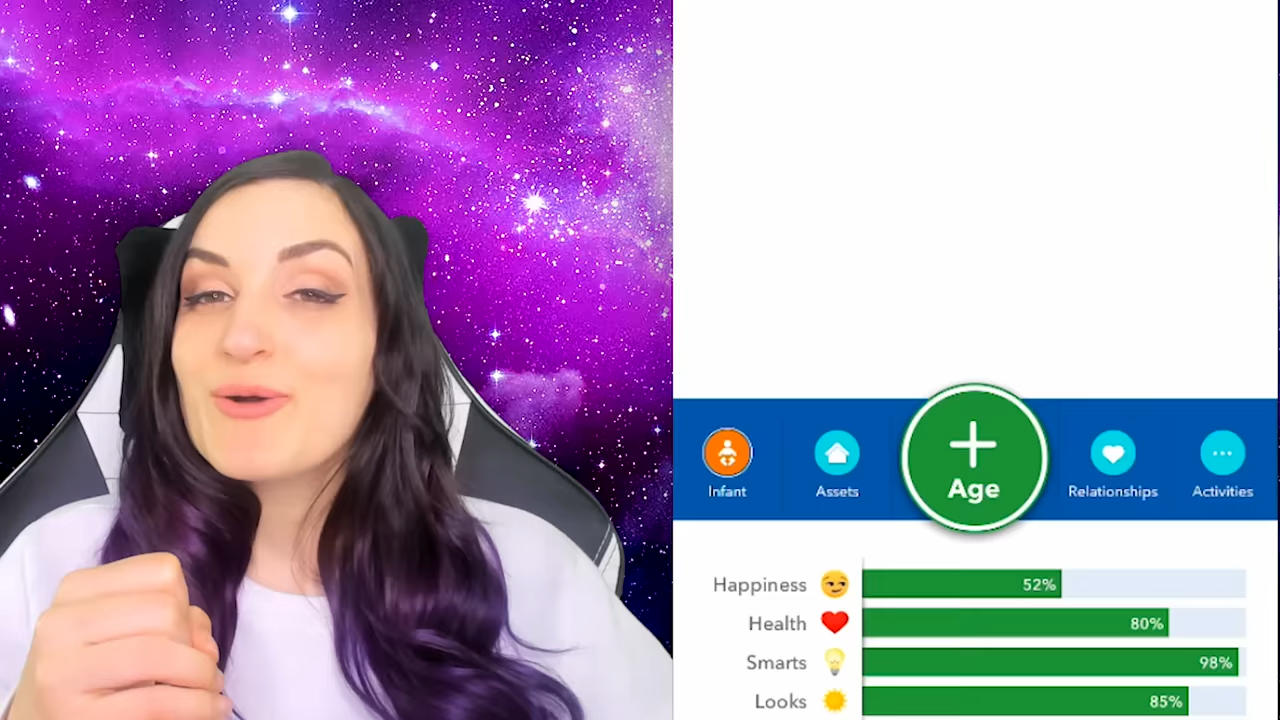 +
Age
Infant
Assets
Relationships
Activities
Happiness 52%
Health 80%
Smarts 98%
Looks 85%